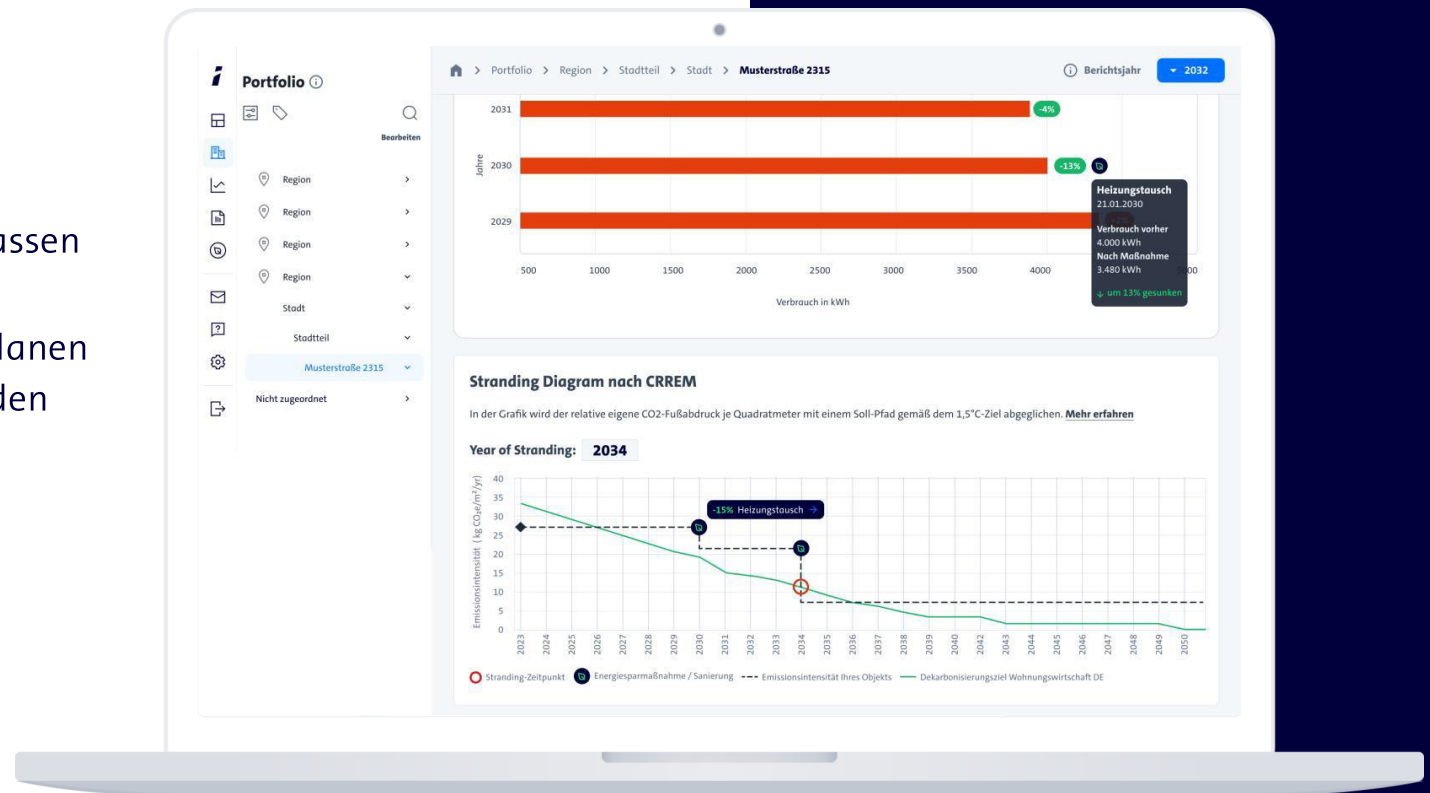 assen
lanen
den
Portfolio
Bearbeiten
Region
Region
Region
Region
Stadt
Stadtteil
Musterstraße 2315
Nicht zugeordnet
Portfolio > Region > Stadtteil > Stadt > Musterstraße 2315
Berichtsjahr 2032
Jahre
2031 -4%
2030 -13%
2029
500 1000 1500 2000 2500 3000 3500 4000
Verbrauch in kWh
Heizungstausch
21.01.2030
Verbrauch vorher
4.000 kWh
Nach Maßnahme
3.480 kWh
↓ um 13% gesunken
Stranding Diagram nach CRREM
In der Grafik wird der relative eigene CO2-Fußabdruck je Quadratmeter mit einem Soll-Pfad gemäß dem 1,5°C-Ziel abgeglichen. Mehr erfahren
Year of Stranding: 2034
Emissionsintensität ( kg CO₂e/m²/yr)
40
35
30
25
20
15
10
5
0
-15% Heizungstausch →
2023 2024 2025 2026 2027 2028 2029 2030 2031 2032 2033 2034 2035 2036 2037 2038 2039 2040 2042 2043 2044 2045 2046 2047 2048 2049 2050
Stranding-Zeitpunkt Energiesparmaßnahme / Sanierung Emissionsintensität Ihres Objekts Dekarbonisierungsziel Wohnungswirtschaft DE